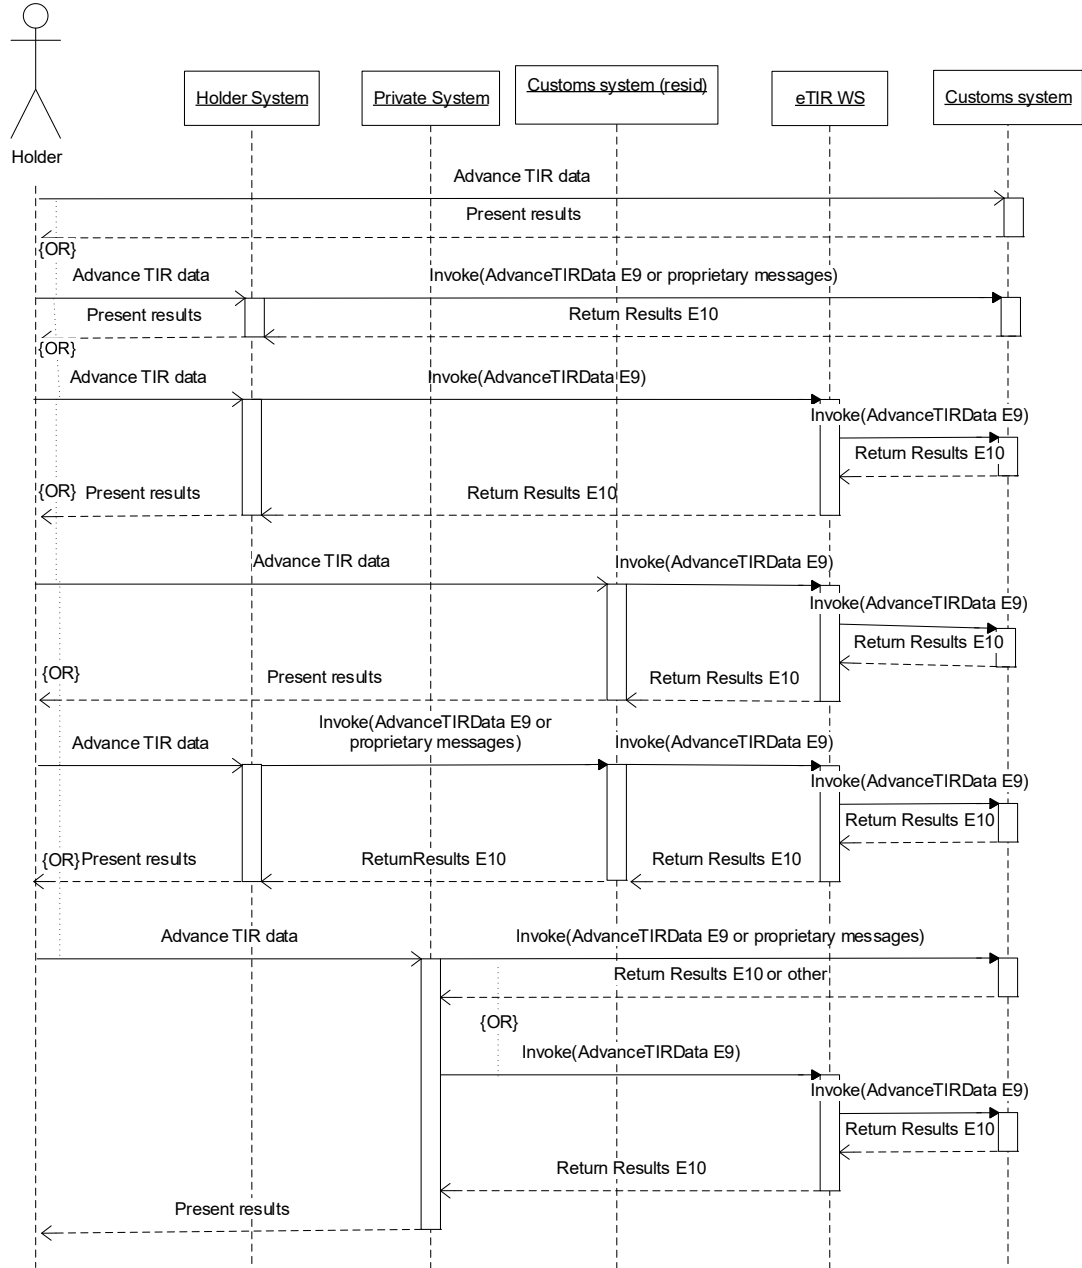 Holder
Holder System
Private System
Customs system (resid)
eTIR WS
Customs system
Advance TIR data
Present results
{OR}
Advance TIR data
Invoke(AdvanceTIRData E9 or proprietary messages)
Present results
Return Results E10
{OR}
Advance TIR data
Invoke(AdvanceTIRData E9)
Invoke(AdvanceTIRData E9)
Return Results E10
{OR}
Present results
Return Results E10
Advance TIR data
Invoke(AdvanceTIRData E9)
Invoke(AdvanceTIRData E9)
Return Results E10
{OR}
Present results
Return Results E10
Invoke(AdvanceTIRData E9 or
proprietary messages)
Advance TIR data
Invoke(AdvanceTIRData E9)
Invoke(AdvanceTIRData E9)
Return Results E10
{OR}
Present results
ReturnResults E10
Return Results E10
Advance TIR data
Invoke(AdvanceTIRData E9 or proprietary messages)
Return Results E10 or other
{OR}
Invoke(AdvanceTIRData E9)
Invoke(AdvanceTIRData E9)
Return Results E10
Return Results E10
Present results